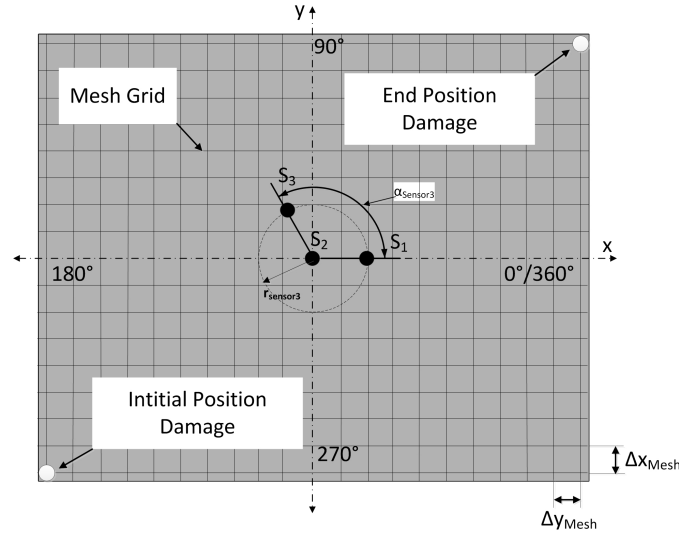 y
90°
Mesh Grid
End Position
Damage
S3
αSensor3
S2
S1
x
180°
0°/360°
rsensor3
Intitial Position
Damage
270°
ΔxMesh
ΔyMesh